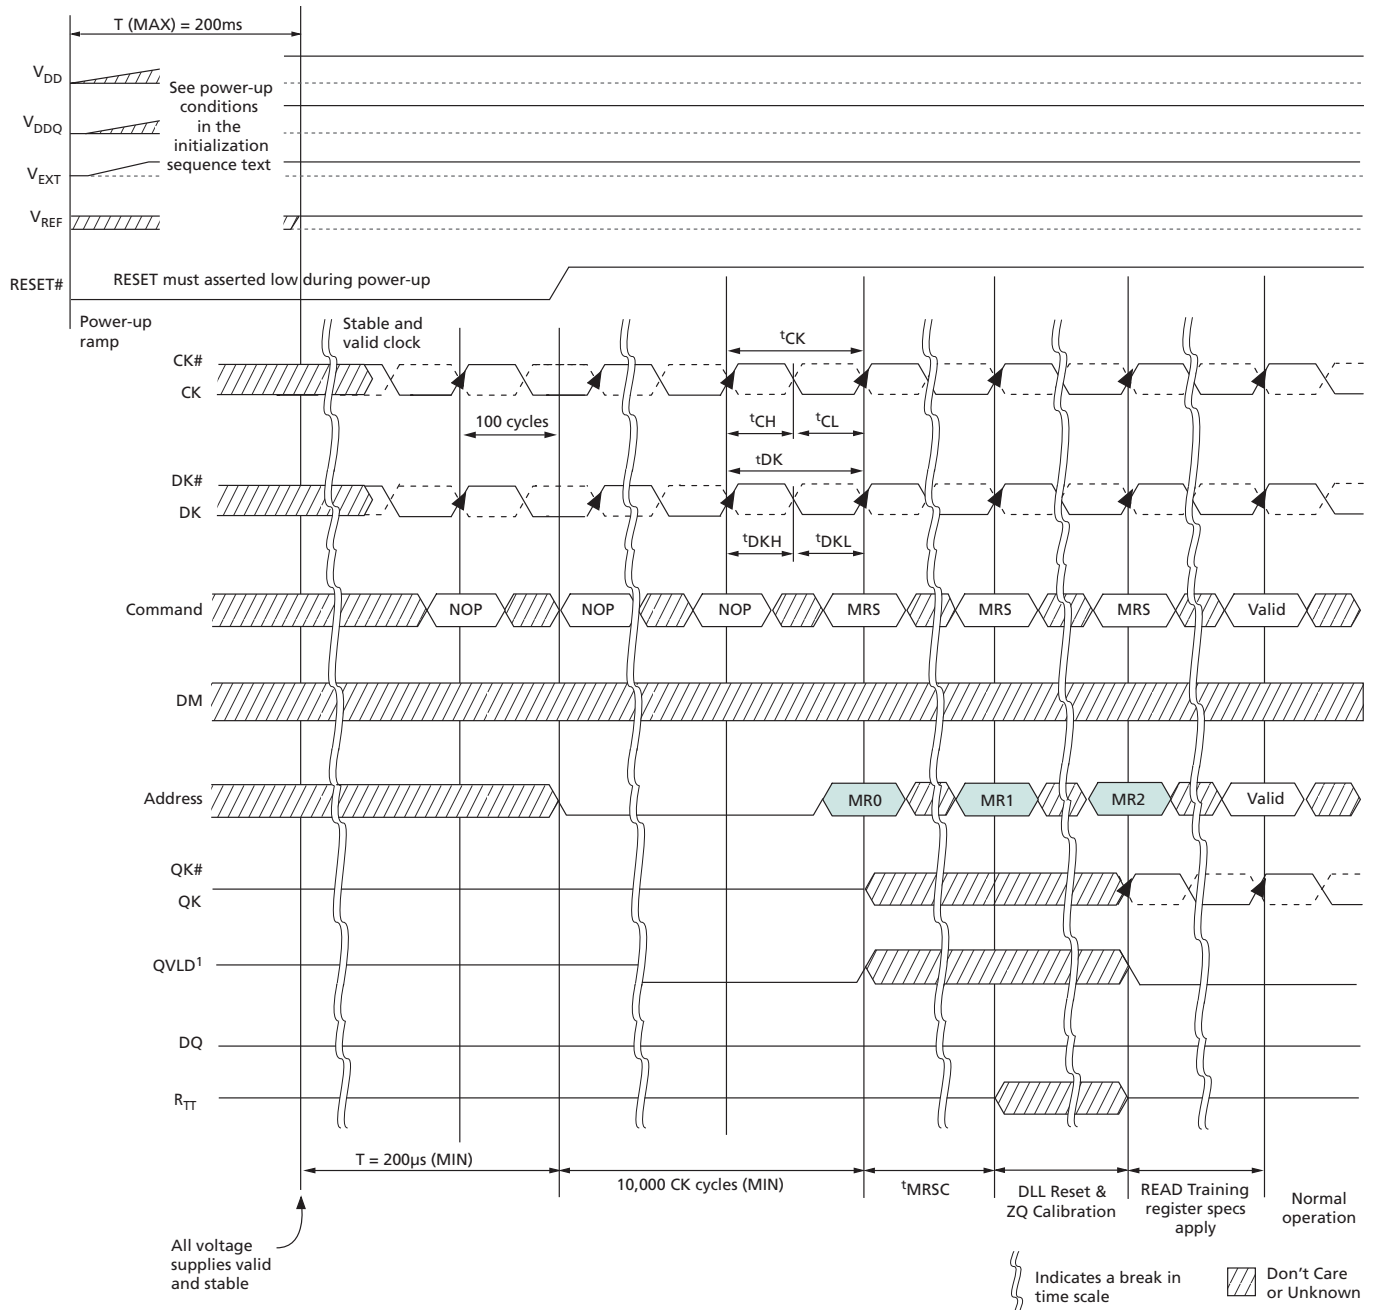 T (MAX) = 200ms
VDD
See power-up
conditions
in the
initialization
sequence text
VDDQ
VEXT
VREF
RESET#
RESET must asserted low during power-up
Power-up
ramp
Stable and
valid clock
tCK
CK#
CK
100 cycles
tCH
tCL
tDK
DK#
DK
tDKH
tDKL
Command
NOP
NOP
NOP
MRS
MRS
MRS
Valid
DM
Address
MR0
MR1
MR2
Valid
QK#
QK
QVLD1
DQ
RTT
T = 200µs (MIN)
10,000 CK cycles (MIN)
tMRSC
DLL Reset &
ZQ Calibration
READ Training
register specs
apply
Normal
operation
All voltage
supplies valid
and stable
Indicates a break in
time scale
Don't Care
or Unknown